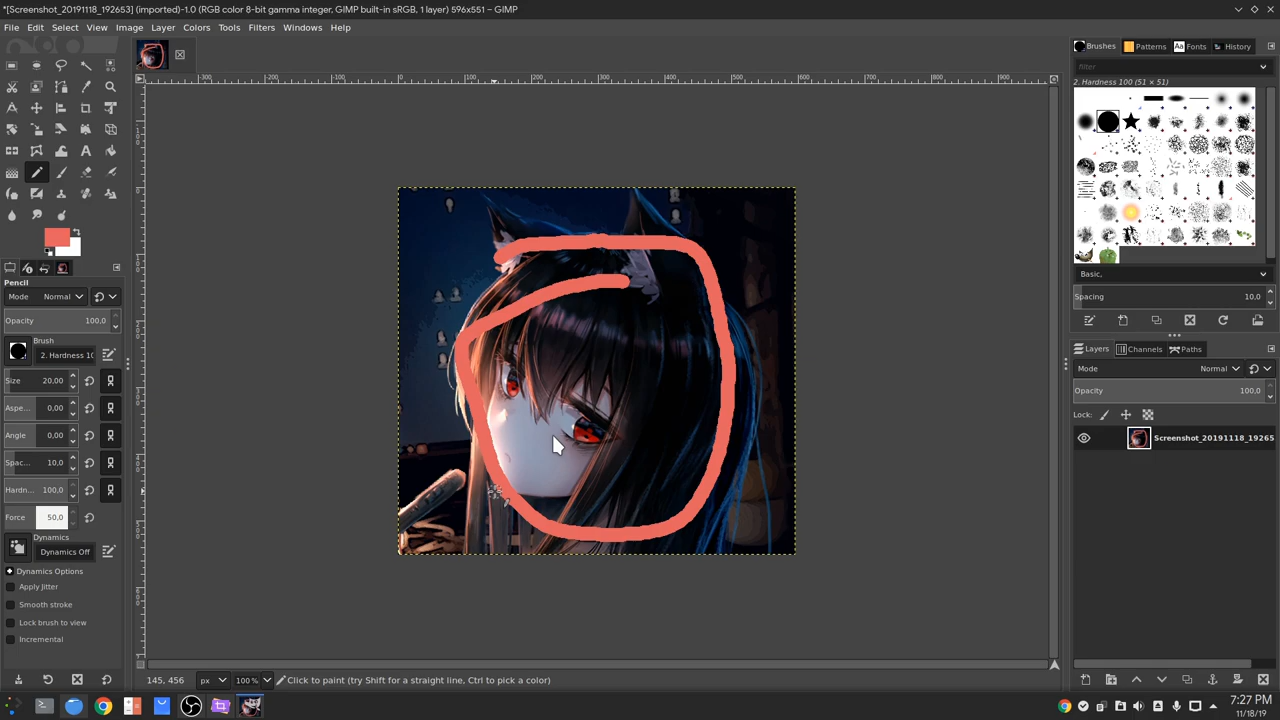 *[Screenshot_20191118_192653] (imported)-1.0 (RGB color 8-bit gamma integer, GIMP built-in sRGB, 1 layer) 596x551 – GIMP
File Edit Select View Image Layer Colors Tools Filters Windows Help
Brushes Patterns Aa Fonts History
filter
2. Hardness 100 (51 × 51)
Basic,
Spacing 10,0
Layers Channels Paths
Mode Normal
Opacity 100,0
Lock:
Screenshot_20191118_19265
Pencil
Mode Normal
Opacity 100,0
Brush
2. Hardness 10
Size 20,00
Aspe... 0,00
Angle 0,00
Spac... 10,0
Hardn... 100,0
Force 50,0
Dynamics
Dynamics Off
Dynamics Options
Apply Jitter
Smooth stroke
Lock brush to view
Incremental
145, 456 px 100 % Click to paint (try Shift for a straight line, Ctrl to pick a color)
7:27 PM
11/18/19